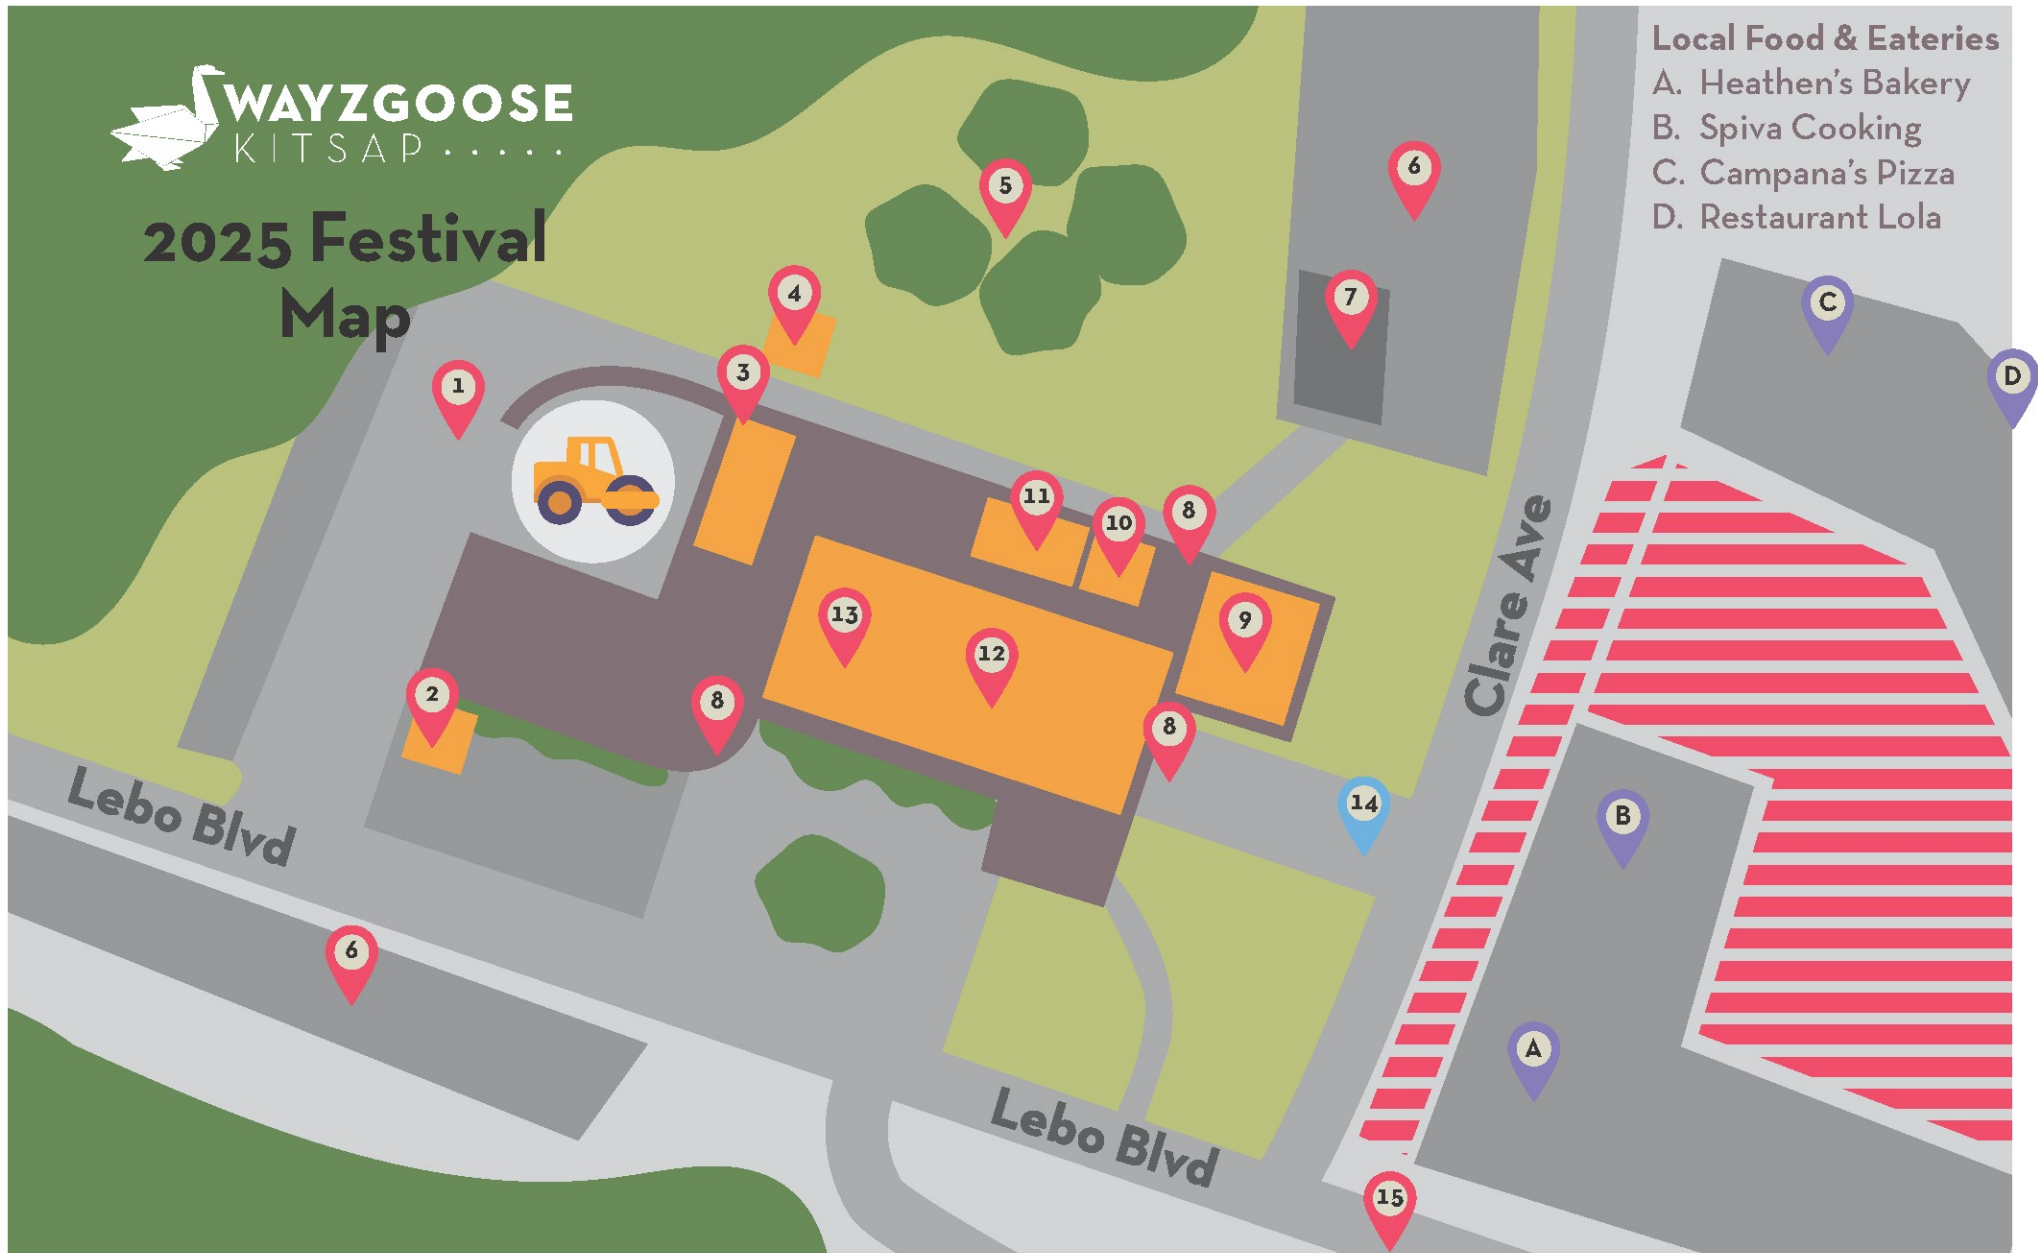 WAYZGOOSE
KITSAP
2025 Festival
Map
Local Food & Eateries
A. Heathen's Bakery
B. Spiva Cooking
C. Campana's Pizza
D. Restaurant Lola
6
5
7
4
C
3
D
1
11
10
8
9
13
12
Clare Ave
2
8
8
14
B
Lebo Blvd
6
A
Lebo Blvd
15